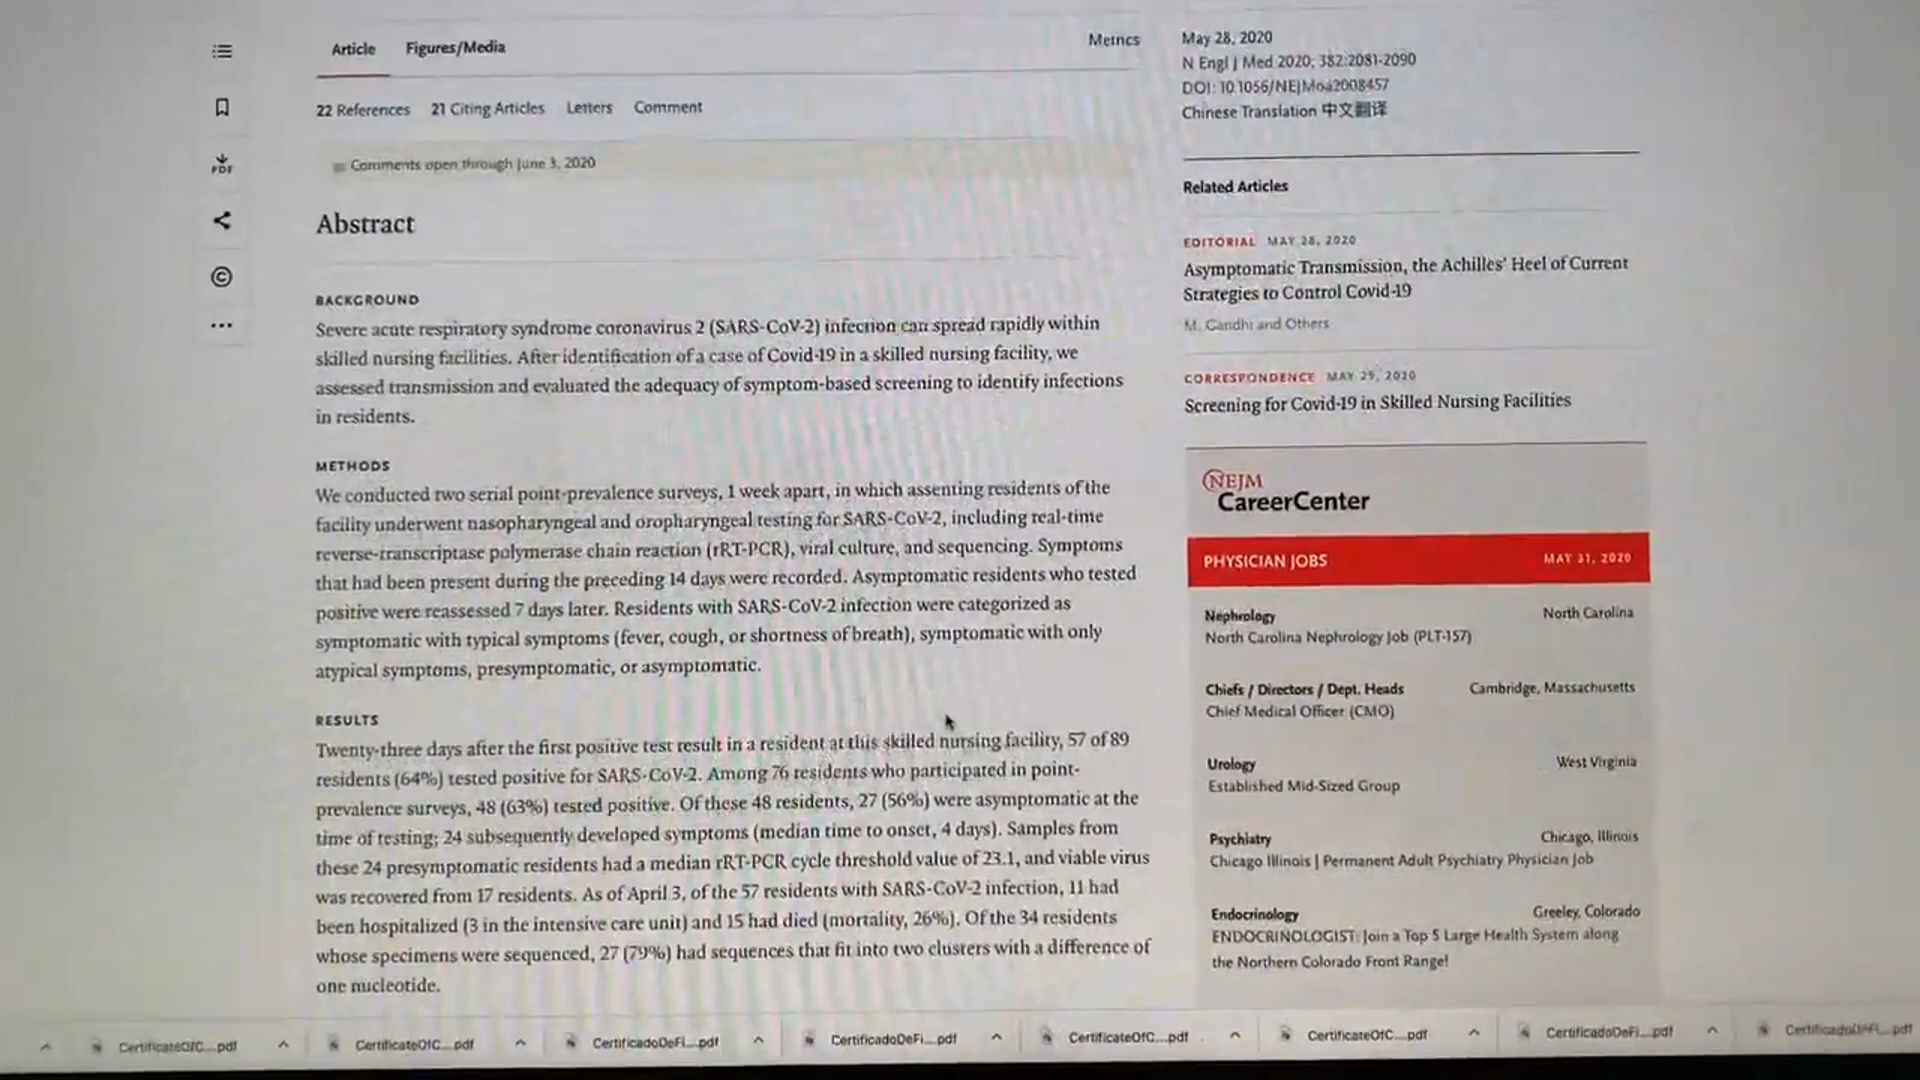 Article
Figures/Media
Metrics
22 References
21 Citing Articles
Letters
Comment
Comments open through June 3, 2020
Abstract
BACKGROUND
Severe acute respiratory syndrome coronavirus 2 (SARS-CoV-2) infection can spread rapidly within
skilled nursing facilities. After identification of a case of Covid-19 in a skilled nursing facility, we
assessed transmission and evaluated the adequacy of symptom-based screening to identify infections
in residents.
METHODS
We conducted two serial point-prevalence surveys, 1 week apart, in which assenting residents of the
facility underwent nasopharyngeal and oropharyngeal testing for SARS-CoV-2, including real-time
reverse-transcriptase polymerase chain reaction (rRT-PCR), viral culture, and sequencing. Symptoms
that had been present during the preceding 14 days were recorded. Asymptomatic residents who tested
positive were reassessed 7 days later. Residents with SARS-CoV-2 infection were categorized as
symptomatic with typical symptoms (fever, cough, or shortness of breath), symptomatic with only
atypical symptoms, presymptomatic, or asymptomatic.
RESULTS
Twenty-three days after the first positive test result in a resident at this skilled nursing facility, 57 of 89
residents (64%) tested positive for SARS-CoV-2. Among 76 residents who participated in point-
prevalence surveys, 48 (63%) tested positive. Of these 48 residents, 27 (56%) were asymptomatic at the
time of testing; 24 subsequently developed symptoms (median time to onset, 4 days). Samples from
these 24 presymptomatic residents had a median rRT-PCR cycle threshold value of 23.1, and viable virus
was recovered from 17 residents. As of April 3, of the 57 residents with SARS-CoV-2 infection, 11 had
been hospitalized (3 in the intensive care unit) and 15 had died (mortality, 26%). Of the 34 residents
whose specimens were sequenced, 27 (79%) had sequences that fit into two clusters with a difference of
one nucleotide.
PDF
May 28, 2020
N Engl J Med 2020; 382:2081-2090
DOI: 10.1056/NEJMoa2008457
Chinese Translation 中文翻译
Related Articles
EDITORIAL MAY 28, 2020
Asymptomatic Transmission, the Achilles' Heel of Current
Strategies to Control Covid-19
M. Gandhi and Others
CORRESPONDENCE MAY 29, 2020
Screening for Covid-19 in Skilled Nursing Facilities
NEJM
CareerCenter
PHYSICIAN JOBS MAY 31, 2020
Nephrology North Carolina
North Carolina Nephrology Job (PLT-157)
Chiefs / Directors / Dept. Heads Cambridge, Massachusetts
Chief Medical Officer (CMO)
Urology West Virginia
Established Mid-Sized Group
Psychiatry Chicago, Illinois
Chicago Illinois | Permanent Adult Psychiatry Physician Job
Endocrinology Greeley, Colorado
ENDOCRINOLOGIST: Join a Top 5 Large Health System along
the Northern Colorado Front Range!
CertificateOfC....pdf
CertificateOfC....pdf
CertificadoDeFi....pdf
CertificadoDeFi....pdf
CertificateOfC....pdf
CertificateOfC....pdf
CertificadoDeFi....pdf
CertificadoDeFi....pdf